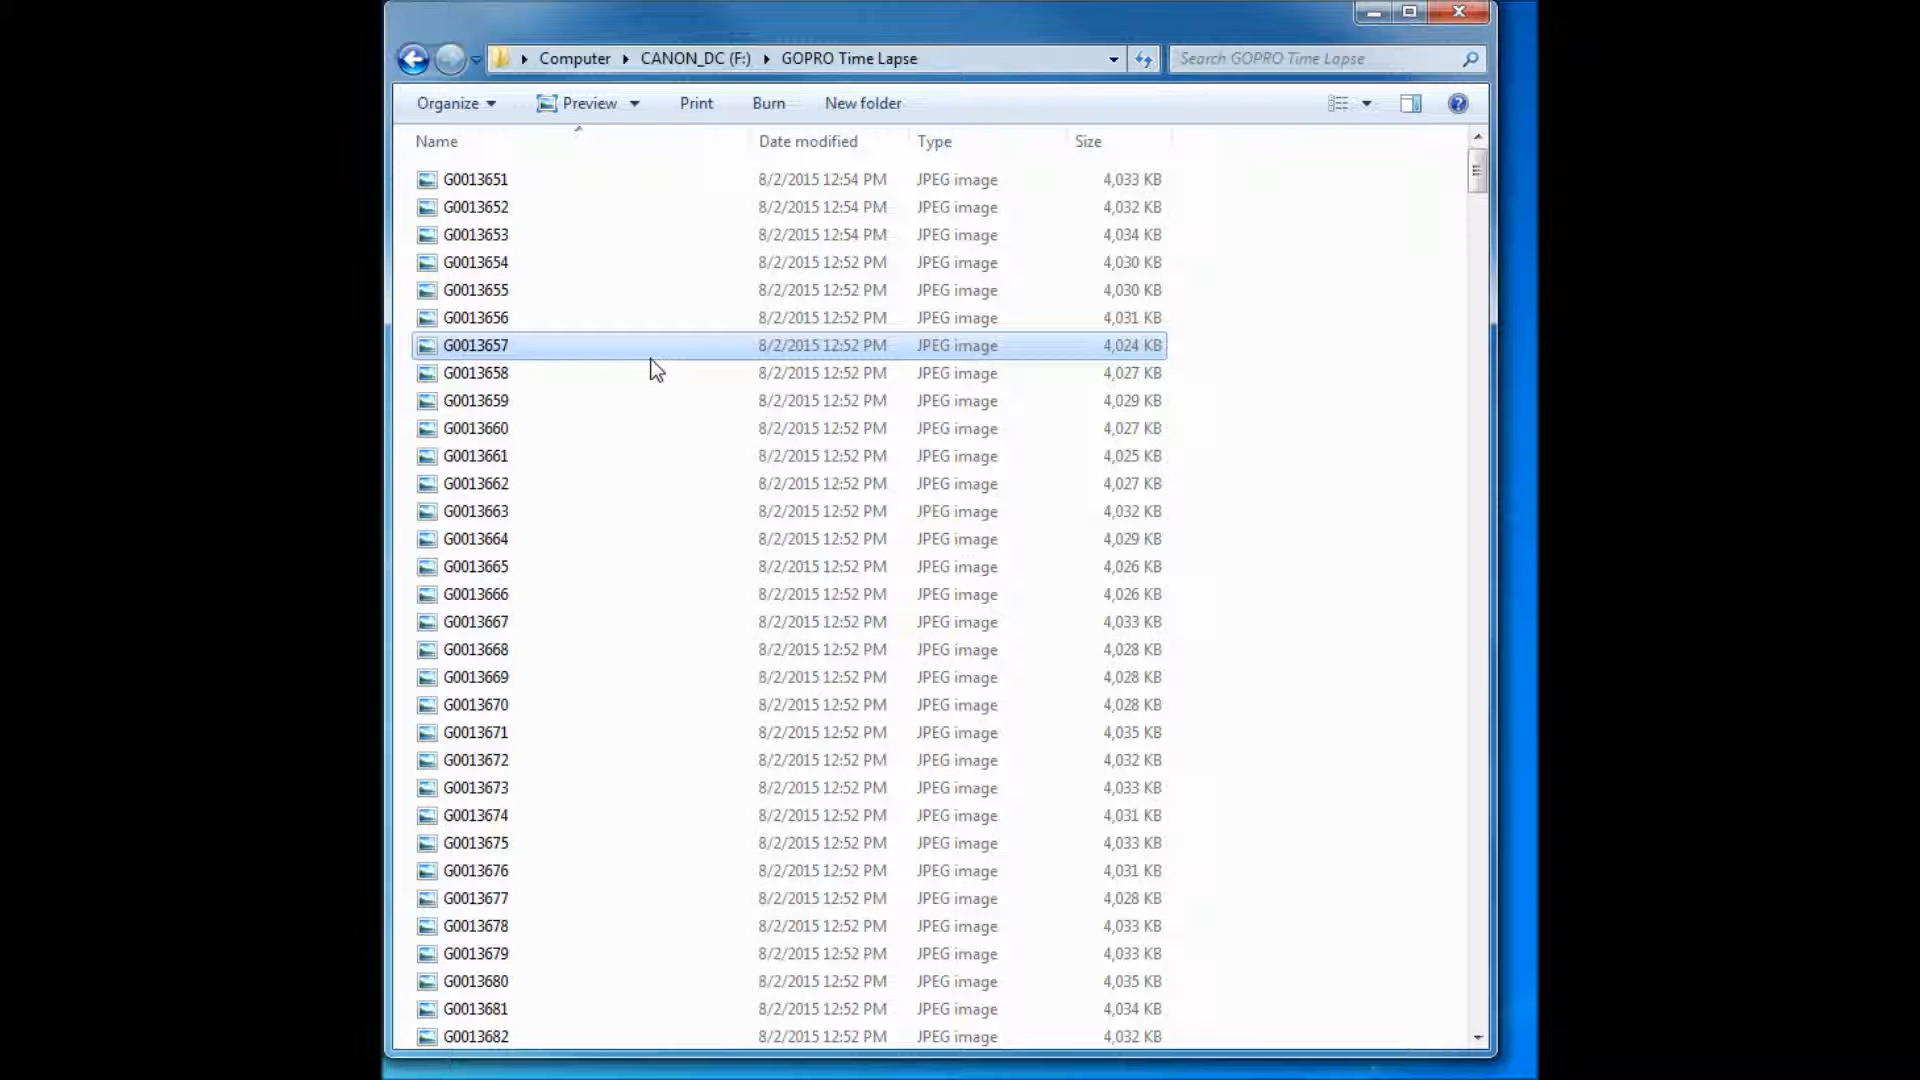 Computer CANON_DC (F:) GOPRO Time Lapse Search GOPRO Time Lapse
Organize Preview Print Burn New folder
Name Date modified Type Size
G0013651 8/2/2015 12:54 PM JPEG image 4,033 KB
G0013652 8/2/2015 12:54 PM JPEG image 4,032 KB
G0013653 8/2/2015 12:54 PM JPEG image 4,034 KB
G0013654 8/2/2015 12:52 PM JPEG image 4,030 KB
G0013655 8/2/2015 12:52 PM JPEG image 4,030 KB
G0013656 8/2/2015 12:52 PM JPEG image 4,031 KB
G0013657 8/2/2015 12:52 PM JPEG image 4,024 KB
G0013658 8/2/2015 12:52 PM JPEG image 4,027 KB
G0013659 8/2/2015 12:52 PM JPEG image 4,029 KB
G0013660 8/2/2015 12:52 PM JPEG image 4,027 KB
G0013661 8/2/2015 12:52 PM JPEG image 4,025 KB
G0013662 8/2/2015 12:52 PM JPEG image 4,027 KB
G0013663 8/2/2015 12:52 PM JPEG image 4,032 KB
G0013664 8/2/2015 12:52 PM JPEG image 4,029 KB
G0013665 8/2/2015 12:52 PM JPEG image 4,026 KB
G0013666 8/2/2015 12:52 PM JPEG image 4,026 KB
G0013667 8/2/2015 12:52 PM JPEG image 4,033 KB
G0013668 8/2/2015 12:52 PM JPEG image 4,028 KB
G0013669 8/2/2015 12:52 PM JPEG image 4,028 KB
G0013670 8/2/2015 12:52 PM JPEG image 4,028 KB
G0013671 8/2/2015 12:52 PM JPEG image 4,035 KB
G0013672 8/2/2015 12:52 PM JPEG image 4,032 KB
G0013673 8/2/2015 12:52 PM JPEG image 4,033 KB
G0013674 8/2/2015 12:52 PM JPEG image 4,031 KB
G0013675 8/2/2015 12:52 PM JPEG image 4,033 KB
G0013676 8/2/2015 12:52 PM JPEG image 4,031 KB
G0013677 8/2/2015 12:52 PM JPEG image 4,028 KB
G0013678 8/2/2015 12:52 PM JPEG image 4,033 KB
G0013679 8/2/2015 12:52 PM JPEG image 4,033 KB
G0013680 8/2/2015 12:52 PM JPEG image 4,035 KB
G0013681 8/2/2015 12:52 PM JPEG image 4,034 KB
G0013682 8/2/2015 12:52 PM JPEG image 4,032 KB